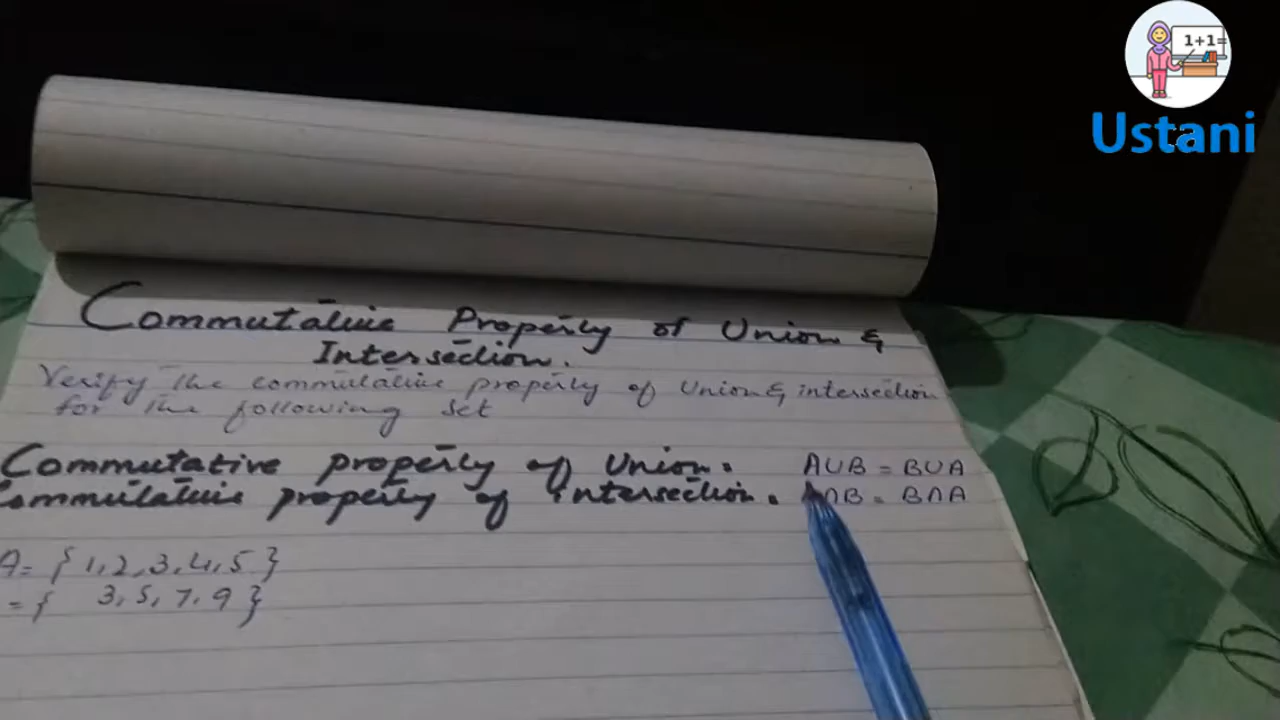 1+1=
Ustani
Commutative Property of Union &
Intersection.
Verify the commutative property of Union & intersection
for the following set
Commutative property of Union: AUB = BUA
Commutative property of intersection. A∩B = B∩A
A= { 1,2,3,4,5 }
= { 3,5,7,9 }